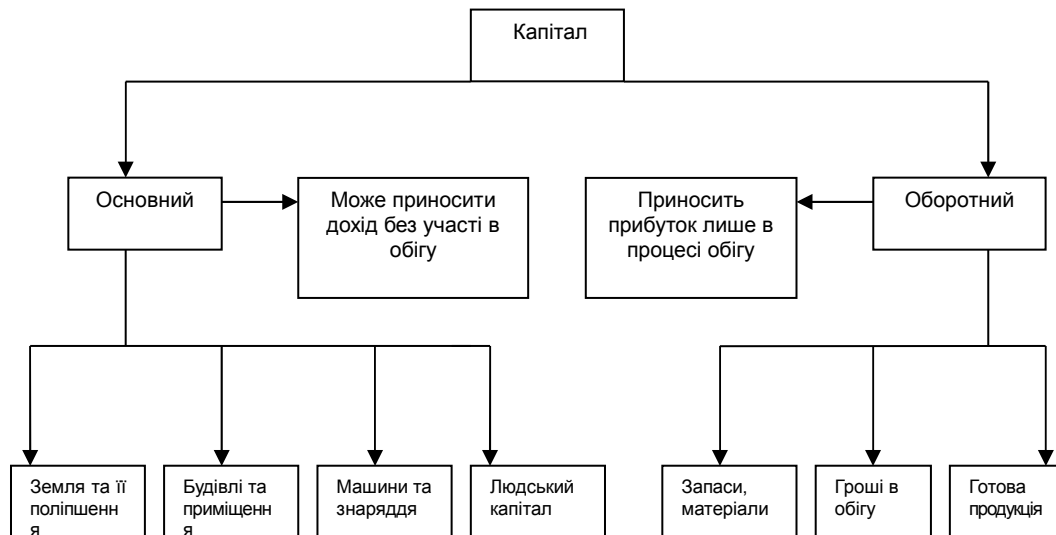 Капітал
Основний
Може приносити
дохід без участі в
обігу
Приносить
прибуток лише в
процесі обігу
Оборотний
Земля та її
поліпшенн
я
Будівлі та
приміщенн
я
Машини та
знаряддя
Людський
капітал
Запаси,
матеріали
Гроші в
обігу
Готова
продукція